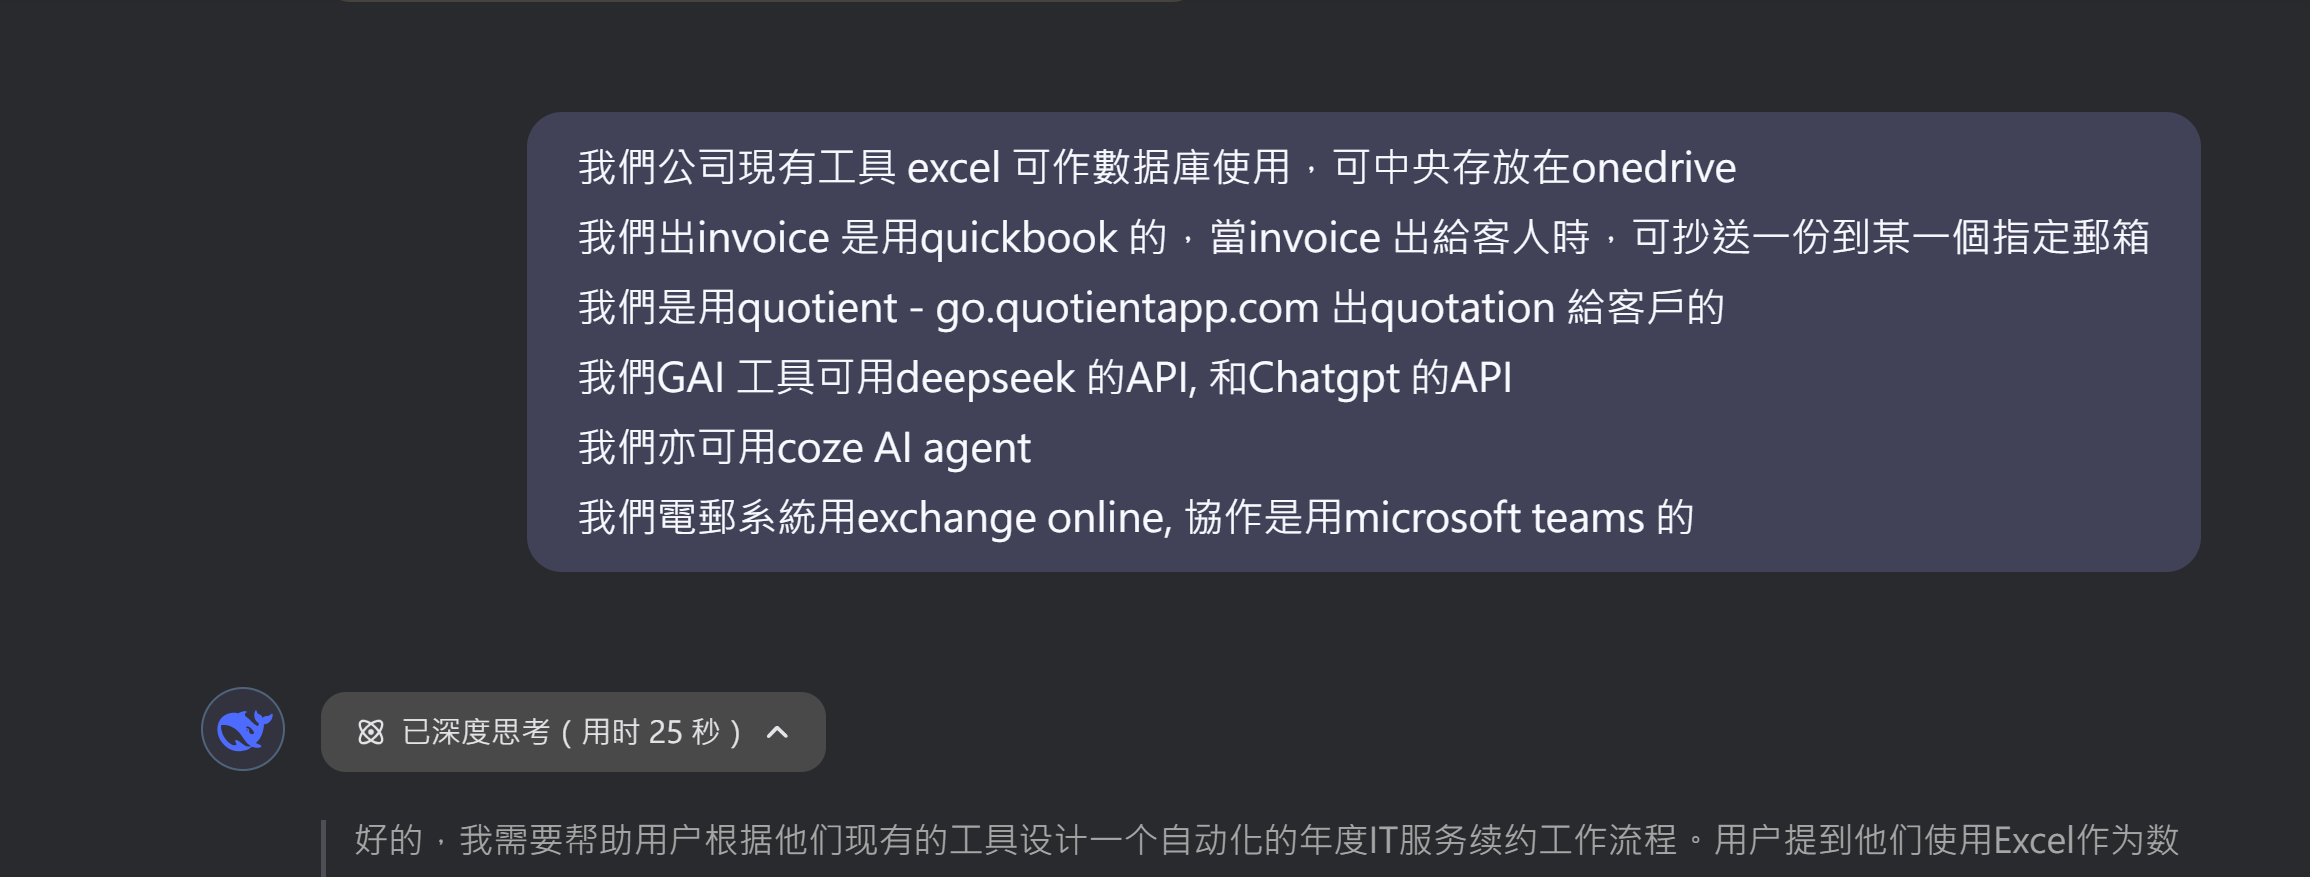 我們公司現有工具 excel 可作數据庫使用，可中央存放在onedrive
我們出invoice 是用quickbook 的，當invoice 出給客人時，可抄送一份到某一個指定郵箱
我們是用quotient - go.quotientapp.com 出quotation 給客戶的
我們GAI 工具可用deepseek 的API, 和Chatgpt 的API
我們亦可用coze AI agent
我們電郵系統用exchange online, 協作是用microsoft teams 的
已深度思考（用时 25 秒）
好的，我需要帮助用户根据他们现有的工具设计一个自动化的年度IT服务续约工作流程。用户提到他们使用Excel作为数